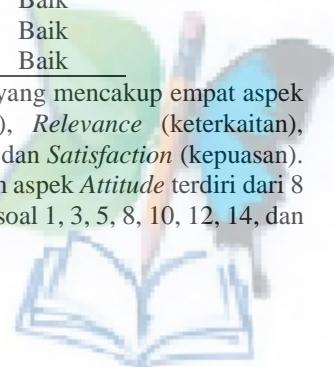 Baik
Baik
Baik
yang mencakup empat aspek
), Relevance (keterkaitan),
dan Satisfaction (kepuasan).
aspek Attitude terdiri dari 8
soal 1, 3, 5, 8, 10, 12, 14, dan